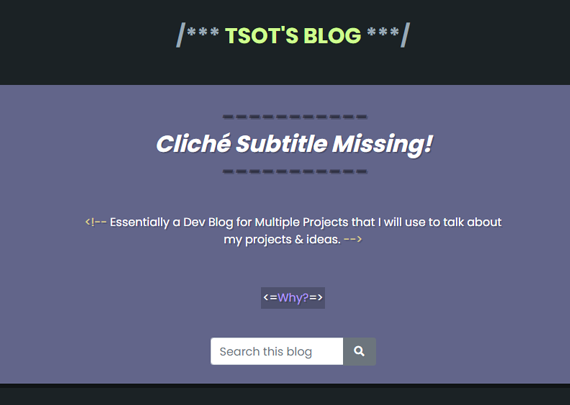 /*** TSOT'S BLOG ***/
-----------
Cliché Subtitle Missing!
-----------
<!-- Essentially a Dev Blog for Multiple Projects that I will use to talk about
my projects & ideas. -->
<=Why?=>
Search this blog